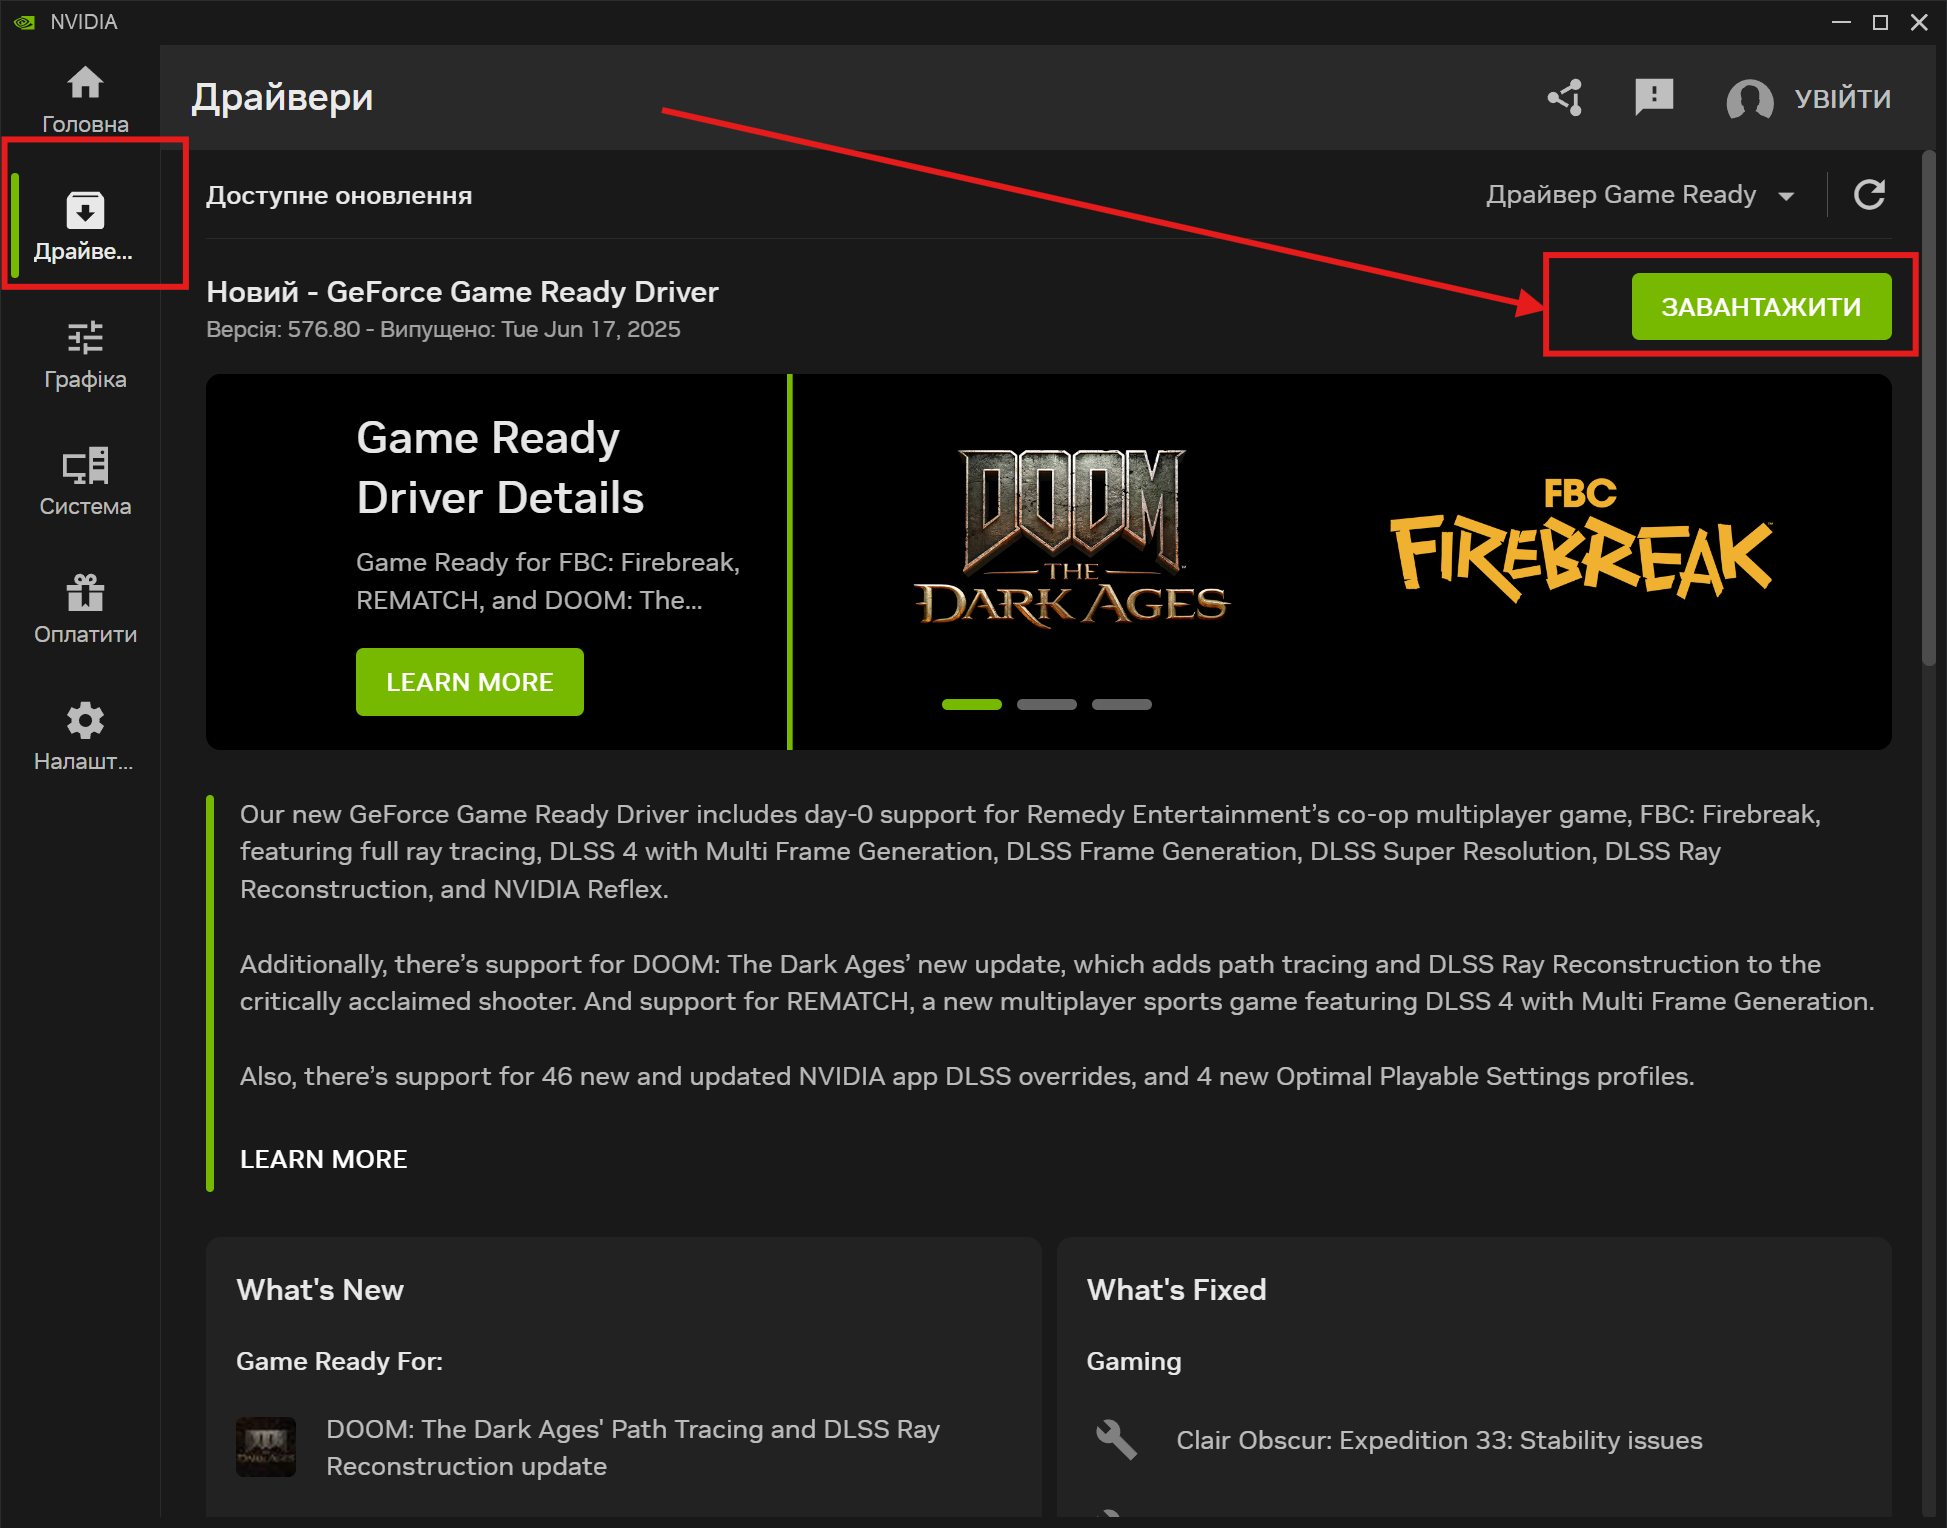 NVIDIA
Головна
Драйве...
Графіка
Система
Оплатити
Налашт...
Драйвери
УВІЙТИ
Доступне оновлення
Драйвер Game Ready
Новий - GeForce Game Ready Driver
Версія: 576.80 - Випущено: Tue Jun 17, 2025
ЗАВАНТАЖИТИ
Game Ready
Driver Details
Game Ready for FBC: Firebreak,
REMATCH, and DOOM: The...
LEARN MORE
DOOM
THE
DARK AGES
FBC
FIREBREAK™
Our new GeForce Game Ready Driver includes day-0 support for Remedy Entertainment’s co-op multiplayer game, FBC: Firebreak,
featuring full ray tracing, DLSS 4 with Multi Frame Generation, DLSS Frame Generation, DLSS Super Resolution, DLSS Ray
Reconstruction, and NVIDIA Reflex.
Additionally, there’s support for DOOM: The Dark Ages’ new update, which adds path tracing and DLSS Ray Reconstruction to the
critically acclaimed shooter. And support for REMATCH, a new multiplayer sports game featuring DLSS 4 with Multi Frame Generation.
Also, there’s support for 46 new and updated NVIDIA app DLSS overrides, and 4 new Optimal Playable Settings profiles.
LEARN MORE
What's New
Game Ready For:
DOOM
DARK AGES
DOOM: The Dark Ages' Path Tracing and DLSS Ray
Reconstruction update
What's Fixed
Gaming
Clair Obscur: Expedition 33: Stability issues